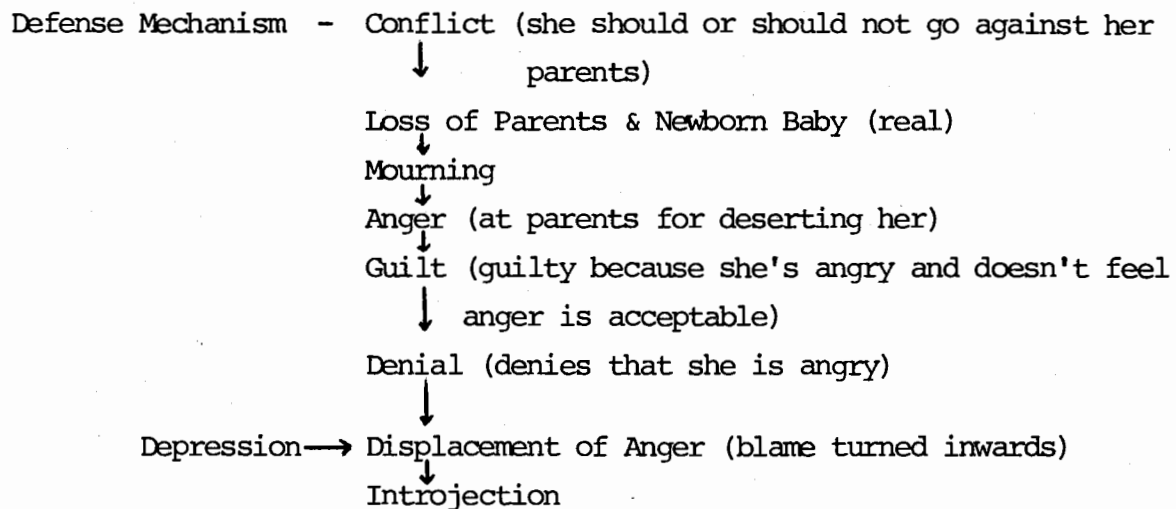 Defense Mechanism - Conflict (she should or should not go against her
parents)
Loss of Parents & Newborn Baby (real)
Mourning
Anger (at parents for deserting her)
Guilt (guilty because she's angry and doesn't feel
anger is acceptable)
Denial (denies that she is angry)
Depression → Displacement of Anger (blame turned inwards)
Introjection